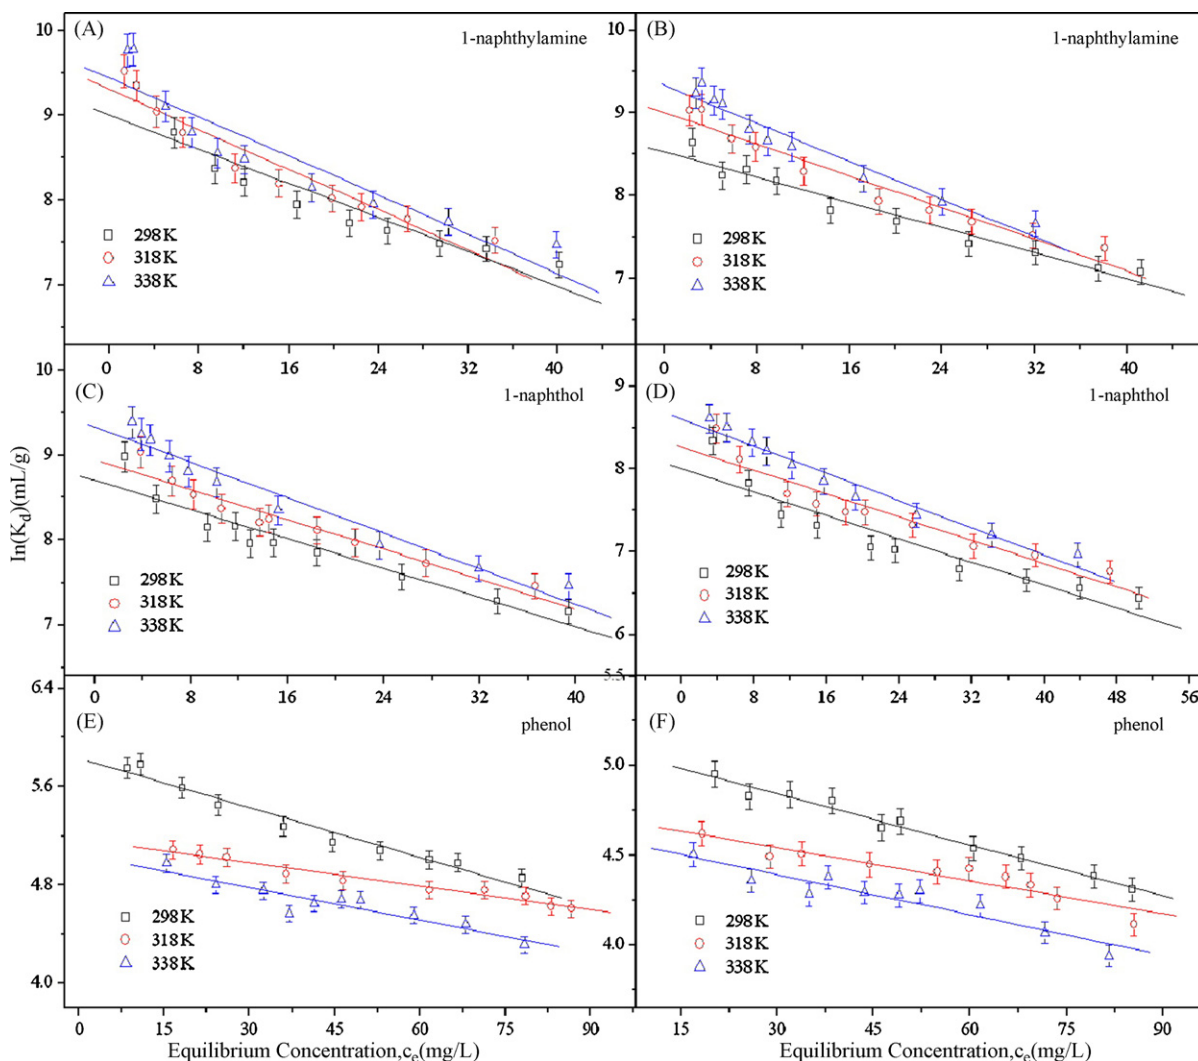 (A) 1-naphthylamine
10
9
8
7
298K
318K
338K
0 8 16 24 32 40
(B) 1-naphthylamine
10
9
8
7
298K
318K
338K
0 8 16 24 32 40
(C) 1-naphthol
10
9
8
7
298K
318K
338K
0 8 16 24 32 40
(D) 1-naphthol
9
8
7
6
5.5
298K
318K
338K
0 8 16 24 32 40 48 56
ln(Kd)(mL/g)
(E) phenol
6.4
5.6
4.8
4.0
298K
318K
338K
0 15 30 45 60 75 90
Equilibrium Concentration,ce(mg/L)
(F) phenol
5.0
4.5
4.0
298K
318K
338K
15 30 45 60 75 90
Equilibrium Concentration,ce(mg/L)